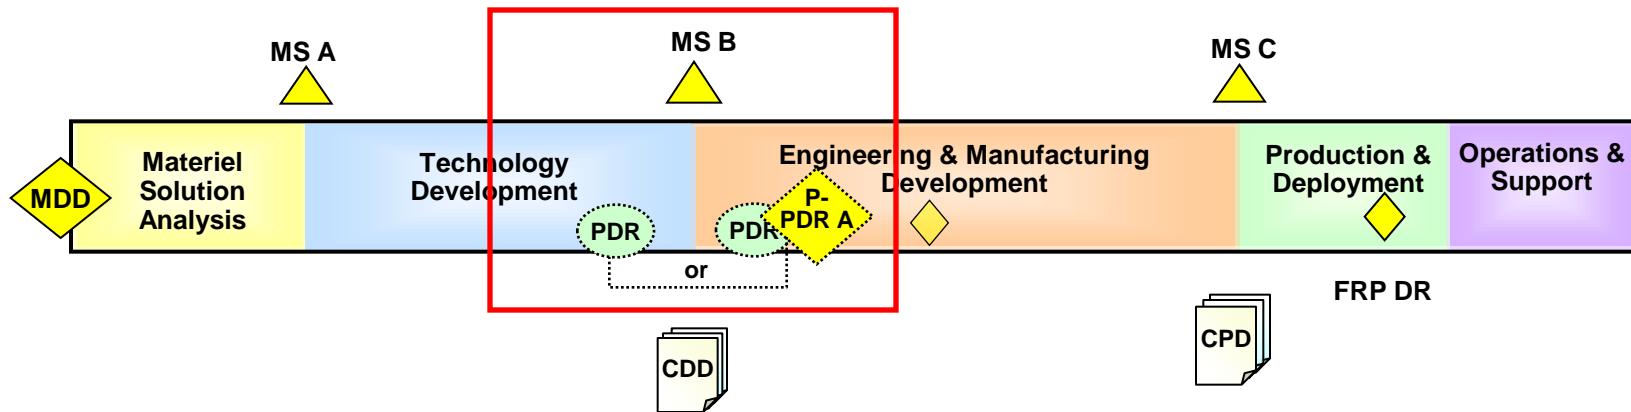 MS A
MS B
MS C
MDD
Materiel
Solution
Analysis
Technology
Development
Engineering & Manufacturing
Development
Production &
Deployment
Operations &
Support
PDR
PDR
P-
PDR A
or
FRP DR
CDD
CPD